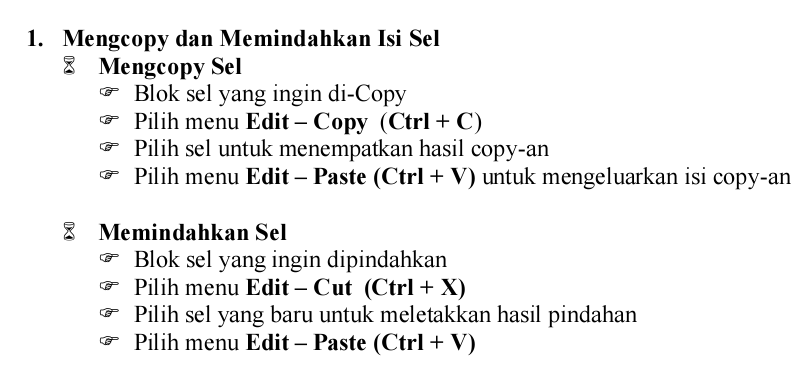 1. Mengcopy dan Memindahkan Isi Sel
⌛ Mengcopy Sel
☞ Blok sel yang ingin di-Copy
☞ Pilih menu Edit – Copy (Ctrl + C)
☞ Pilih sel untuk menempatkan hasil copy-an
☞ Pilih menu Edit – Paste (Ctrl + V) untuk mengeluarkan isi copy-an
⌛ Memindahkan Sel
☞ Blok sel yang ingin dipindahkan
☞ Pilih menu Edit – Cut (Ctrl + X)
☞ Pilih sel yang baru untuk meletakkan hasil pindahan
☞ Pilih menu Edit – Paste (Ctrl + V)